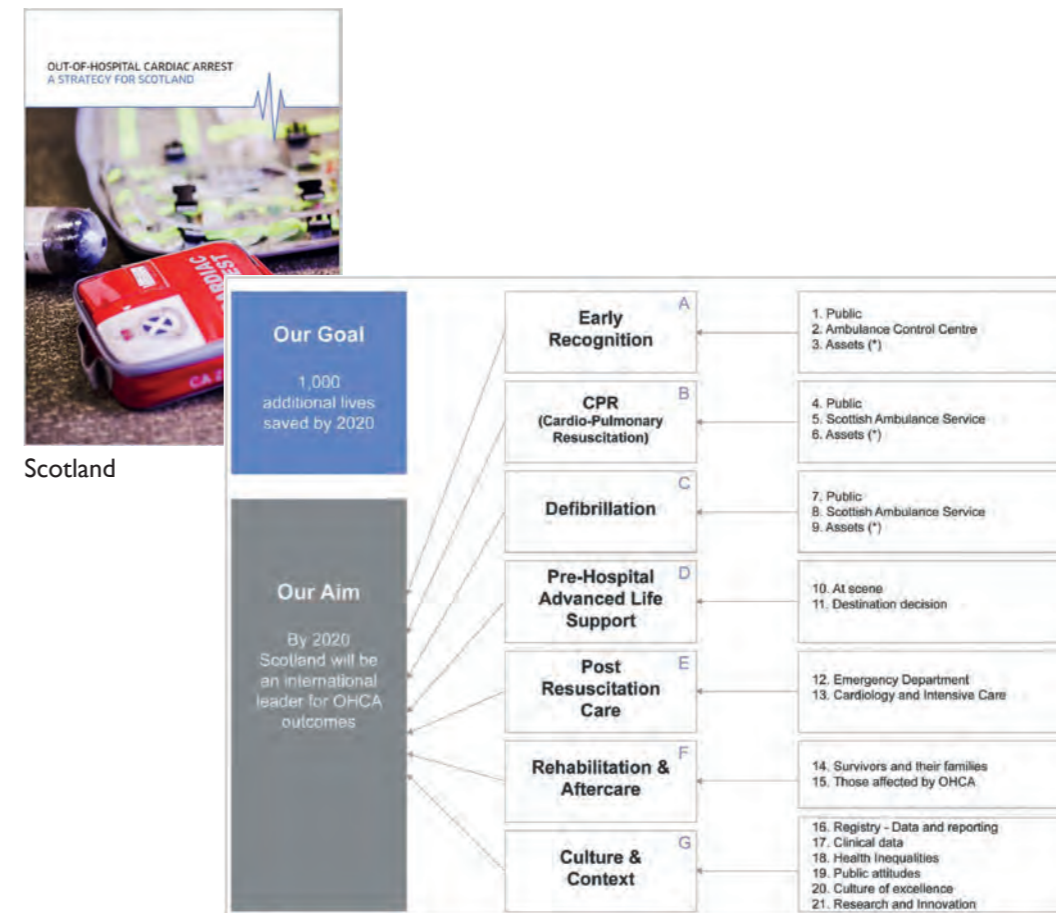 OUT-OF-HOSPITAL CARDIAC ARREST
A STRATEGY FOR SCOTLAND
Scotland
Our Goal
1,000
additional lives
saved by 2020
Our Aim
By 2020
Scotland will be
an international
leader for OHCA
outcomes
A
Early
Recognition
1. Public
2. Ambulance Control Centre
3. Assets (*)
B
CPR
(Cardio-Pulmonary
Resuscitation)
4. Public
5. Scottish Ambulance Service
6. Assets (*)
C
Defibrillation
7. Public
8. Scottish Ambulance Service
9. Assets (*)
D
Pre-Hospital
Advanced Life
Support
10. At scene
11. Destination decision
E
Post
Resuscitation
Care
12. Emergency Department
13. Cardiology and Intensive Care
F
Rehabilitation &
Aftercare
14. Survivors and their families
15. Those affected by OHCA
G
Culture &
Context
16. Registry - Data and reporting
17. Clinical data
18. Health Inequalities
19. Public attitudes
20. Culture of excellence
21. Research and Innovation